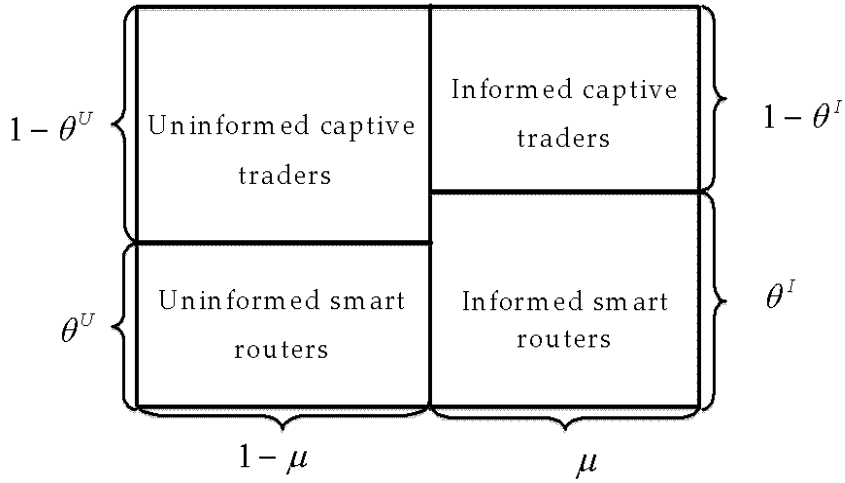 1 − θ^U
Uninformed captive
traders
Informed captive
traders
1 − θ^I
θ^U
Uninformed smart
routers
Informed smart
routers
θ^I
1 − μ
μ